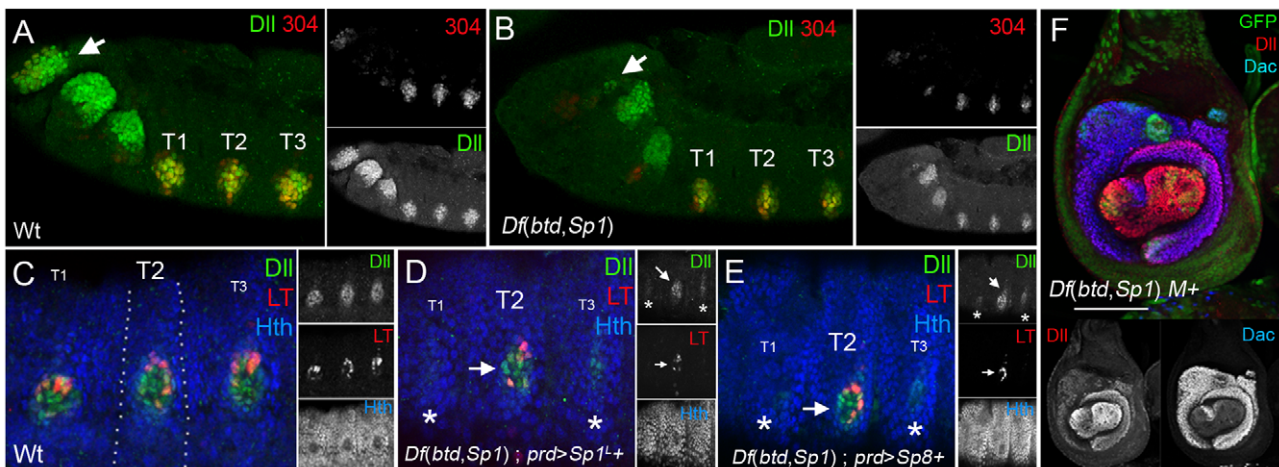 A
Dll 304
T1
T2
T3
Wt
304
Dll
B
Dll 304
T1
T2
T3
Df(btd,Sp1)
304
Dll
C
T1
T2
T3
Dll
LT
Hth
Wt
Dll
LT
Hth
D
T1
T2
T3
Dll
LT
Hth
*
*
Df(btd,Sp1) ; prd>Sp1ᴸ+
Dll
*
*
LT
Hth
E
T1
T2
T3
Dll
LT
Hth
*
*
Df(btd,Sp1) ; prd>Sp8+
Dll
*
*
LT
Hth
F
GFP
Dll
Dac
Df(btd,Sp1) M+
Dll
Dac